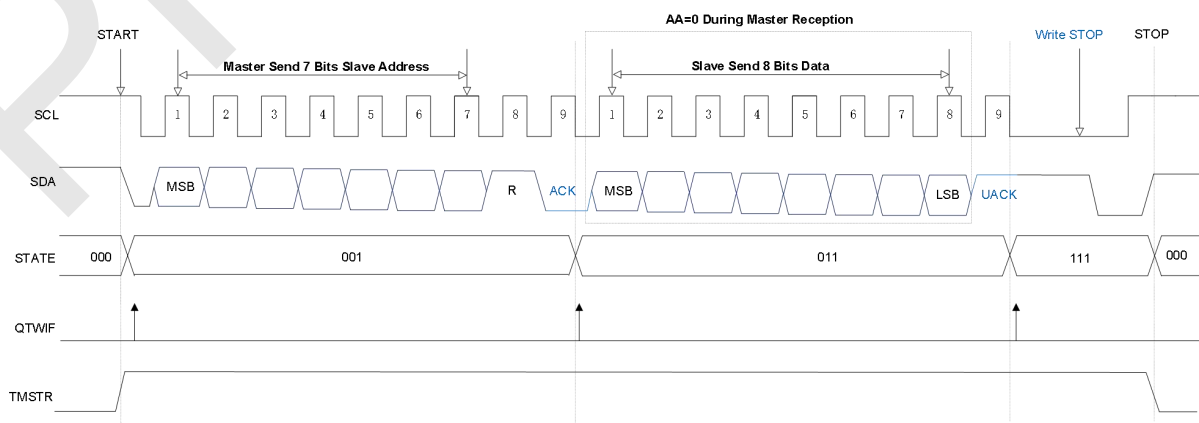 AA=0 During Master Reception
START
Write STOP
STOP
Master Send 7 Bits Slave Address
Slave Send 8 Bits Data
SCL
1 2 3 4 5 6 7 8 9 1 2 3 4 5 6 7 8 9
SDA
MSB R ACK MSB LSB UACK
STATE
000 001 011 111 000
QTWIF
TMSTR